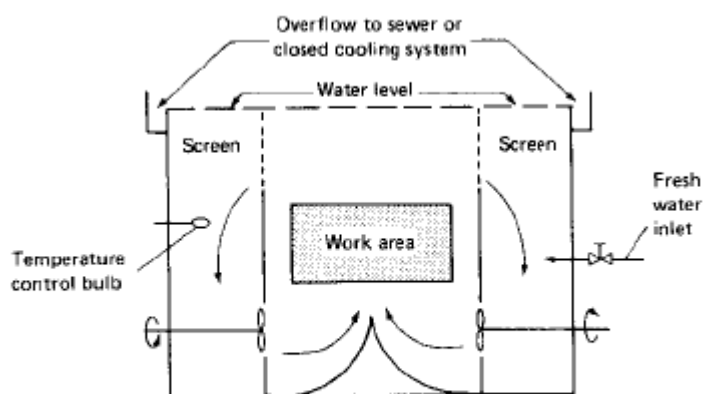 Overflow to sewer or
closed cooling system
Water level
Screen
Screen
Fresh
water
inlet
Work area
Temperature
control bulb